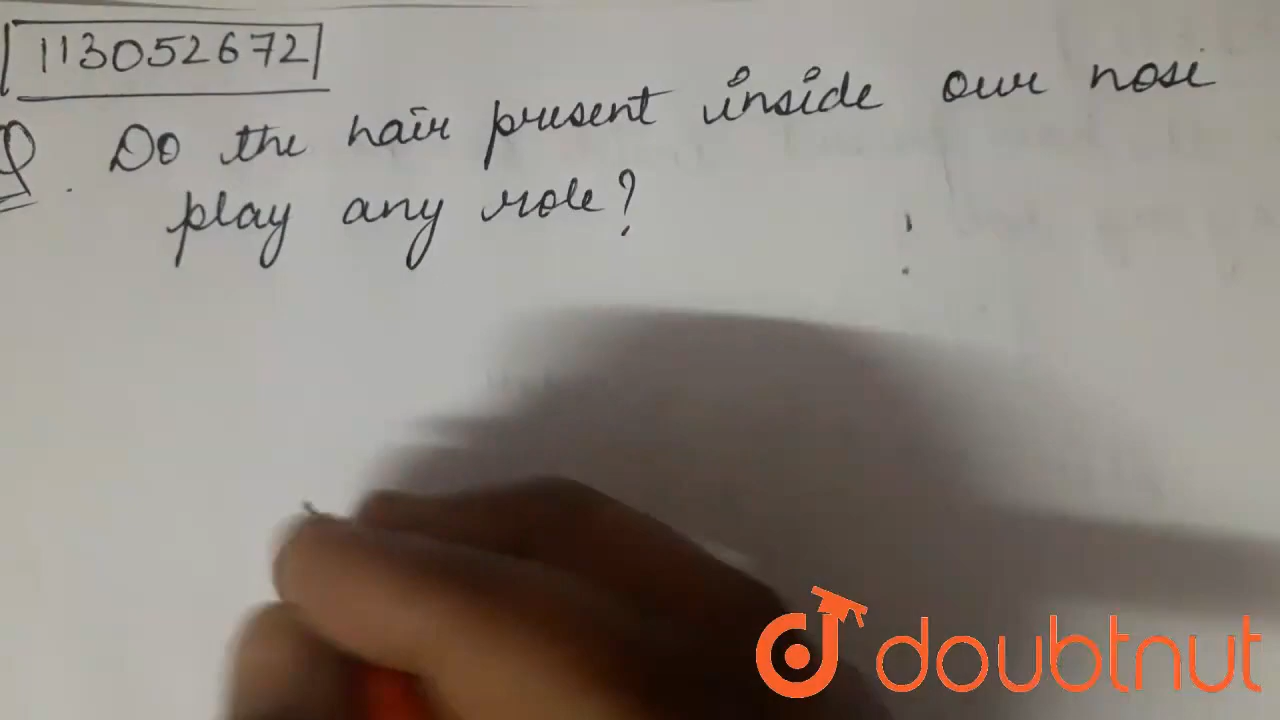 113052672
Q. Do the hair present inside our nose
play any role?
doubtnut